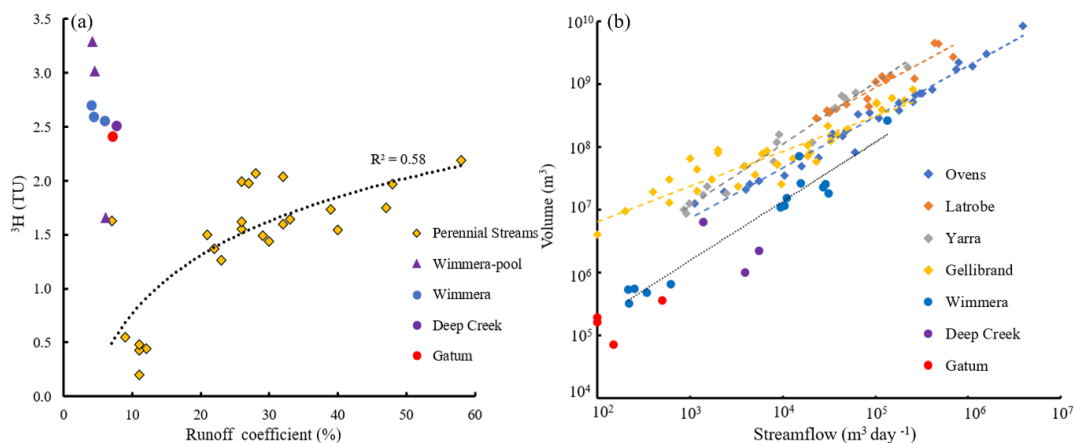 (a)
3.5
3.0
2.5
2.0
1.5
1.0
0.5
0.0
³H (TU)
R² = 0.58
Perennial Streams
Wimmera-pool
Wimmera
Deep Creek
Gatum
0 10 20 30 40 50 60
Runoff coefficient (%)
(b)
10¹⁰
10⁹
10⁸
10⁷
10⁶
10⁵
10⁴
Volume (m³)
Ovens
Latrobe
Yarra
Gellibrand
Wimmera
Deep Creek
Gatum
10² 10³ 10⁴ 10⁵ 10⁶ 10⁷
Streamflow (m³ day ⁻¹)